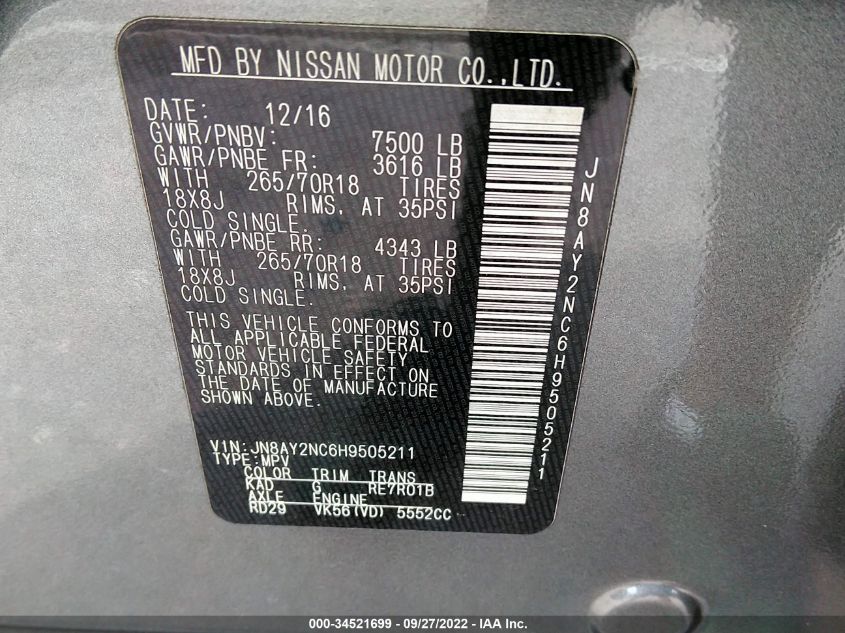 MFD BY NISSAN MOTOR CO.,LTD.
DATE: 12/16
GVWR/PNBV: 7500 LB
GAWR/PNBE FR: 3616 LB
WITH 265/70R18 TIRES
18X8J RIMS, AT 35PSI
COLD SINGLE.
GAWR/PNBE RR: 4343 LB
WITH 265/70R18 TIRES
18X8J RIMS, AT 35PSI
COLD SINGLE.
THIS VEHICLE CONFORMS TO
ALL APPLICABLE FEDERAL
MOTOR VEHICLE SAFETY
STANDARDS IN EFFECT ON
THE DATE OF MANUFACTURE
SHOWN ABOVE.
VIN:JN8AY2NC6H9505211
TYPE:MPV
COLOR TRIM TRANS
KAD G RE7R01B
AXLE ENGINE
RD29 VK56(VD) 5552CC
JN8AY2NC6H9505211
000-34521699 - 09/27/2022 - IAA Inc.